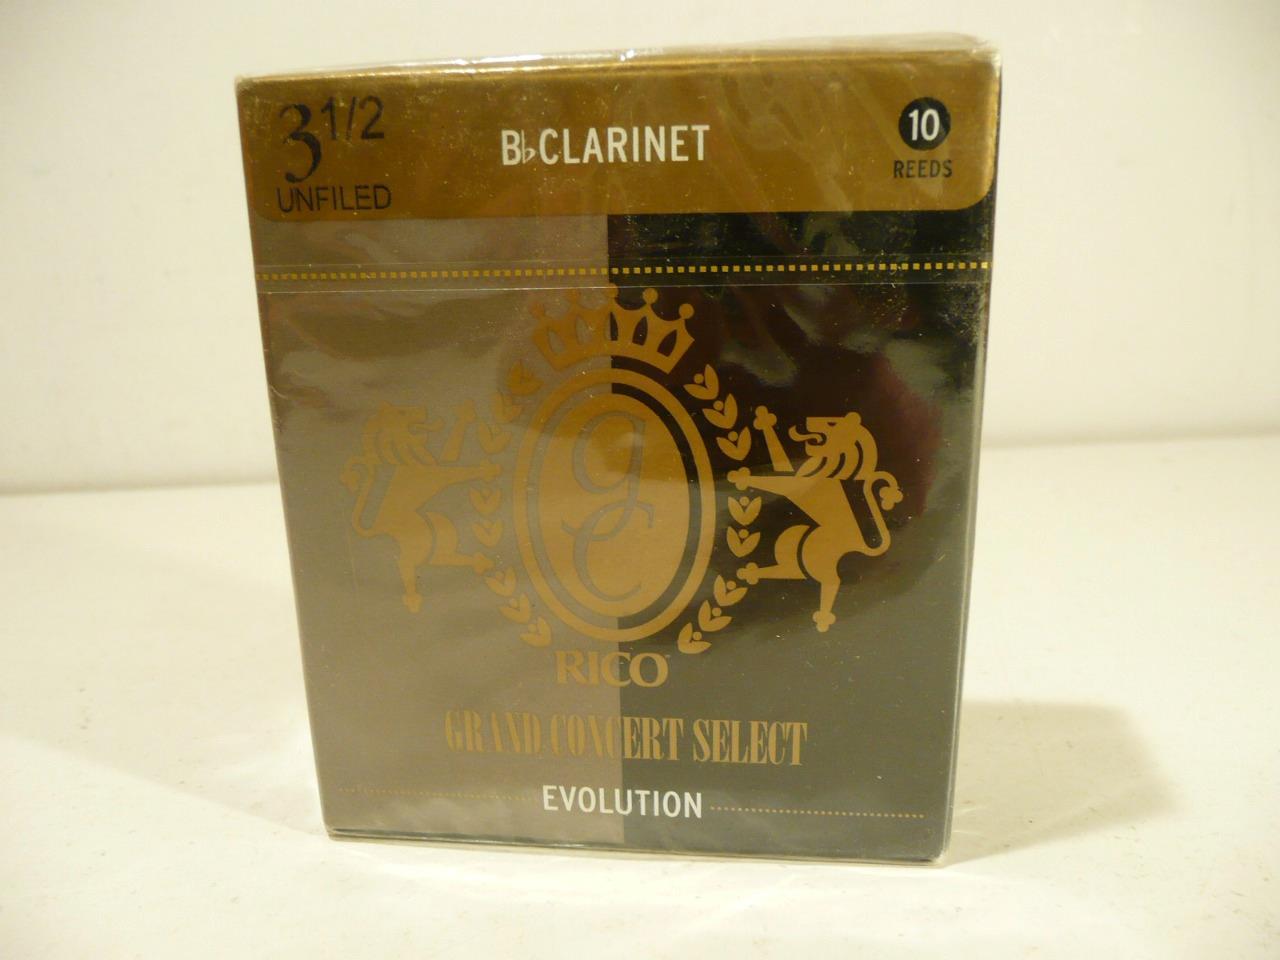 3 1/2
UNFILED
B♭CLARINET
10
REEDS
GC
RICO
GRAND CONCERT SELECT
EVOLUTION